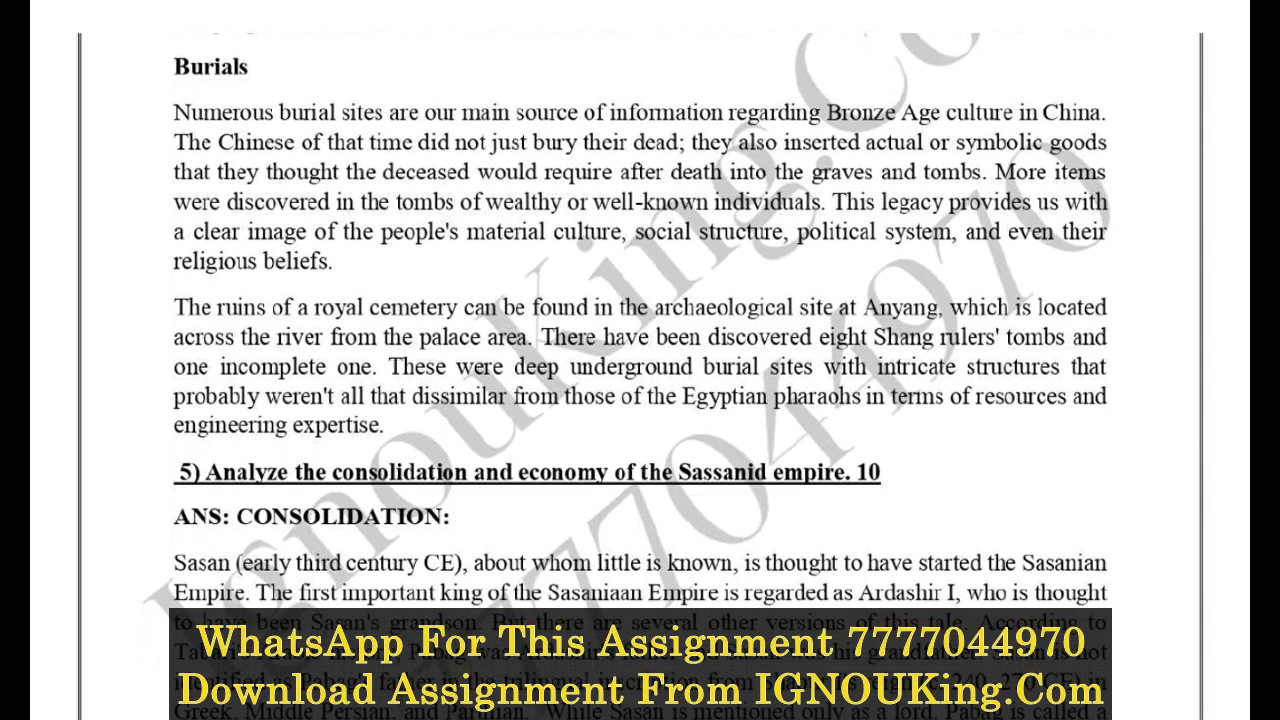 Burials
Numerous burial sites are our main source of information regarding Bronze Age culture in China.
The Chinese of that time did not just bury their dead; they also inserted actual or symbolic goods
that they thought the deceased would require after death into the graves and tombs. More items
were discovered in the tombs of wealthy or well-known individuals. This legacy provides us with
a clear image of the people's material culture, social structure, political system, and even their
religious beliefs.
The ruins of a royal cemetery can be found in the archaeological site at Anyang, which is located
across the river from the palace area. There have been discovered eight Shang rulers' tombs and
one incomplete one. These were deep underground burial sites with intricate structures that
probably weren't all that dissimilar from those of the Egyptian pharaohs in terms of resources and
engineering expertise.
5) Analyze the consolidation and economy of the Sassanid empire. 10
ANS: CONSOLIDATION:
Sasan (early third century CE), about whom little is known, is thought to have started the Sasanian
Empire. The first important king of the Sasaniaan Empire is regarded as Ardashir I, who is thought
to have been Sasan's grandson. But there are several other versions of this tale. According to
WhatsApp For This Assignment 7777044970
Download Assignment From IGNOUKing.Com
Greek, Middle Persian, and Parthian. While Sasan is mentioned only as a lord, Pabag is called a
IgnouKing.Co
7777044970